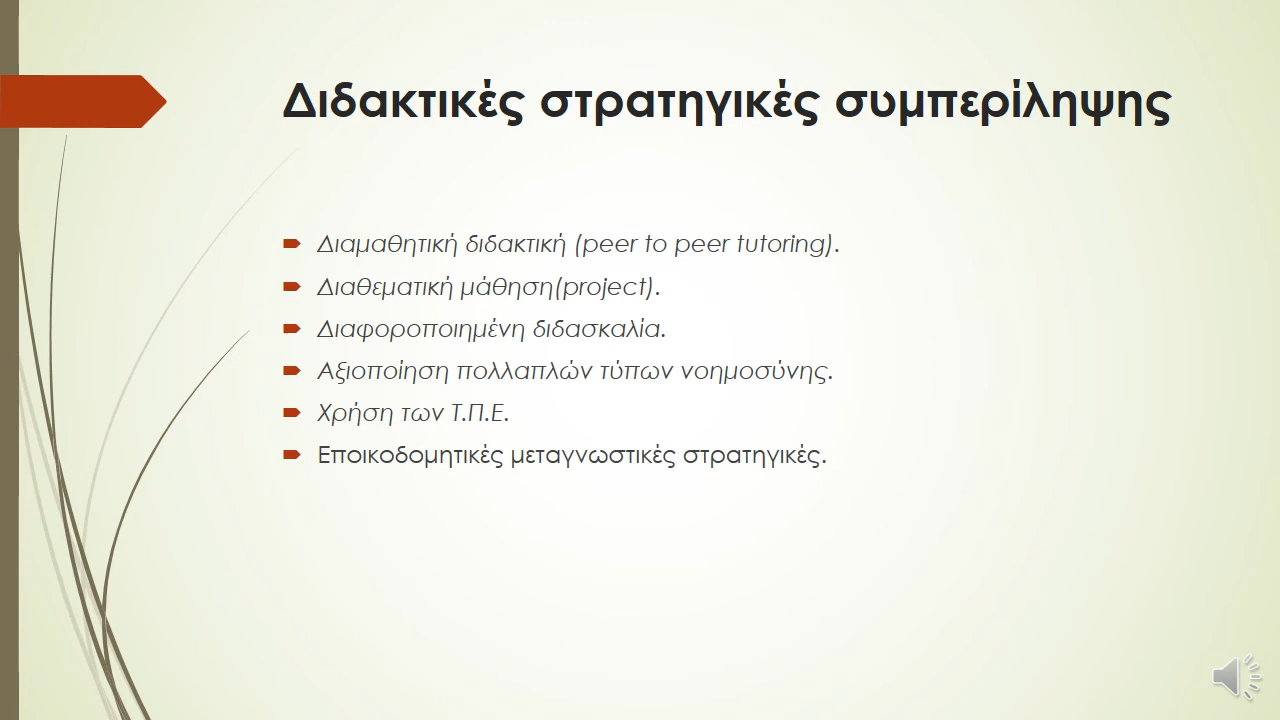 Διδακτικές στρατηγικές συμπερίληψης
Διαμαθητική διδακτική (peer to peer tutoring).
Διαθεματική μάθηση(project).
Διαφοροποιημένη διδασκαλία.
Αξιοποίηση πολλαπλών τύπων νοημοσύνης.
Χρήση των Τ.Π.Ε.
Εποικοδομητικές μεταγνωστικές στρατηγικές.